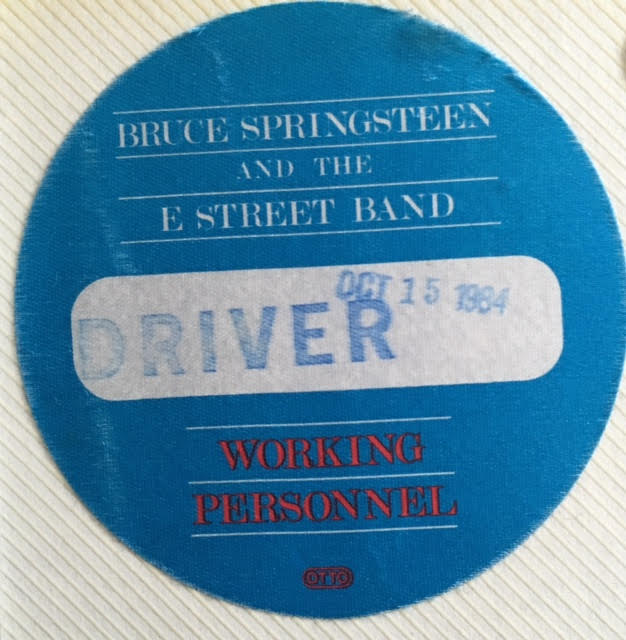 BRUCE SPRINGSTEEN
AND THE
E STREET BAND
OCT 15 1984
DRIVER
WORKING
PERSONNEL
OTTO